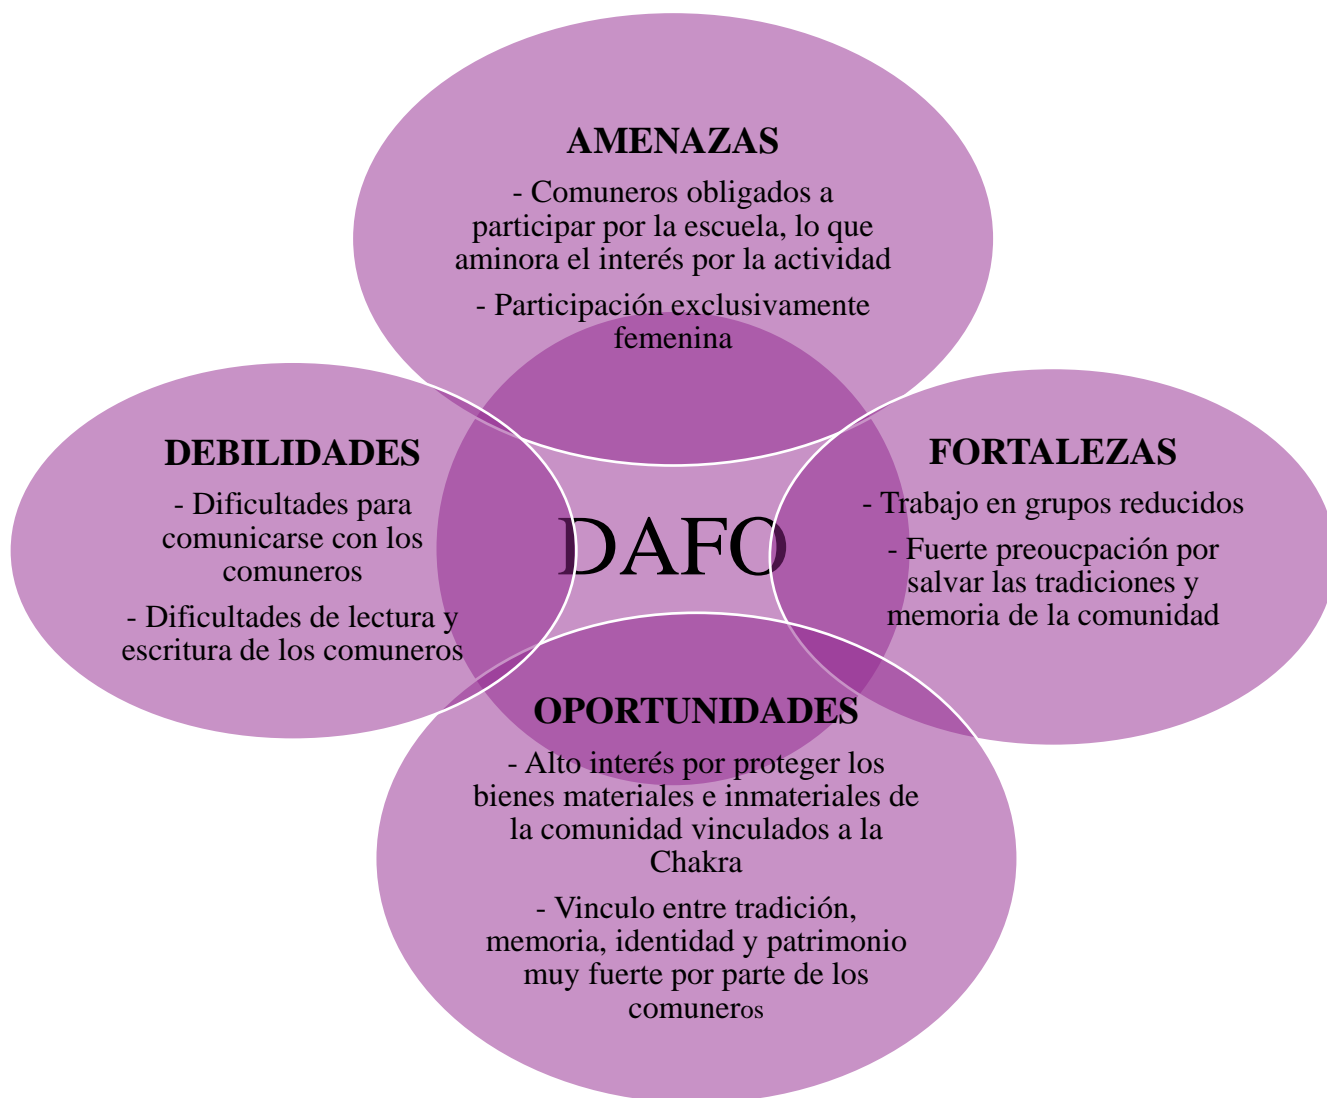 AMENAZAS
- Comuneros obligados a
participar por la escuela, lo que
aminora el interés por la actividad
- Participación exclusivamente
femenina
DEBILIDADES
- Dificultades para
comunicarse con los
comuneros
- Dificultades de lectura y
escritura de los comuneros
DAFO
FORTALEZAS
- Trabajo en grupos reducidos
- Fuerte preoucpación por
salvar las tradiciones y
memoria de la comunidad
OPORTUNIDADES
- Alto interés por proteger los
bienes materiales e inmateriales de
la comunidad vinculados a la
Chakra
- Vinculo entre tradición,
memoria, identidad y patrimonio
muy fuerte por parte de los
comuneros